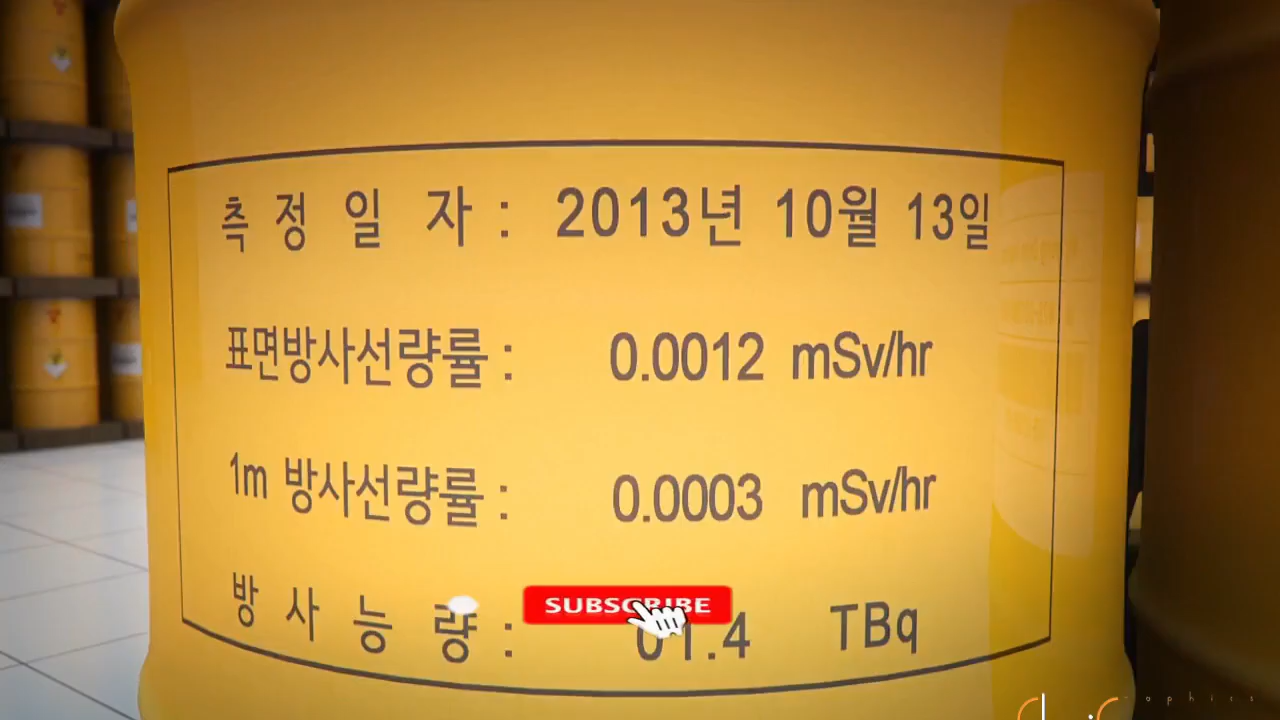 측 정 일 자 : 2013년 10월 13일
표면방사선량률 : 0.0012 mSv/hr
1m 방사선량률 : 0.0003 mSv/hr
방 사 능 량 : 01.4 TBq
SUBSCRIBE